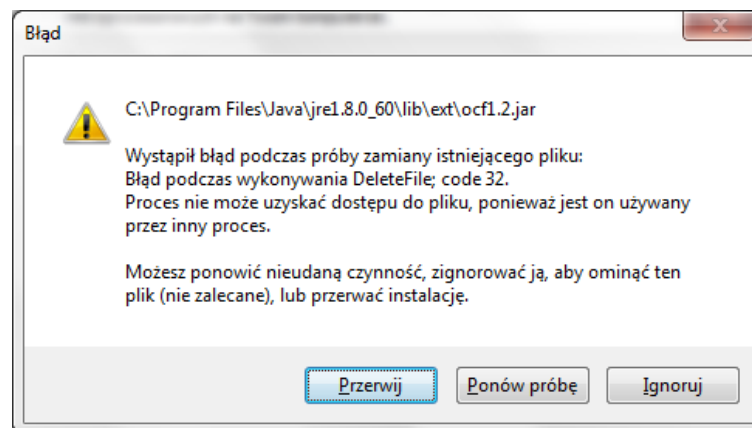 Błąd
C:\Program Files\Java\jre1.8.0_60\lib\ext\ocf1.2.jar
Wystąpił błąd podczas próby zamiany istniejącego pliku:
Błąd podczas wykonywania DeleteFile; code 32.
Proces nie może uzyskać dostępu do pliku, ponieważ jest on używany
przez inny proces.
Możesz ponowić nieudaną czynność, zignorować ją, aby ominąć ten
plik (nie zalecane), lub przerwać instalację.
Przerwij
Ponów próbę
Ignoruj